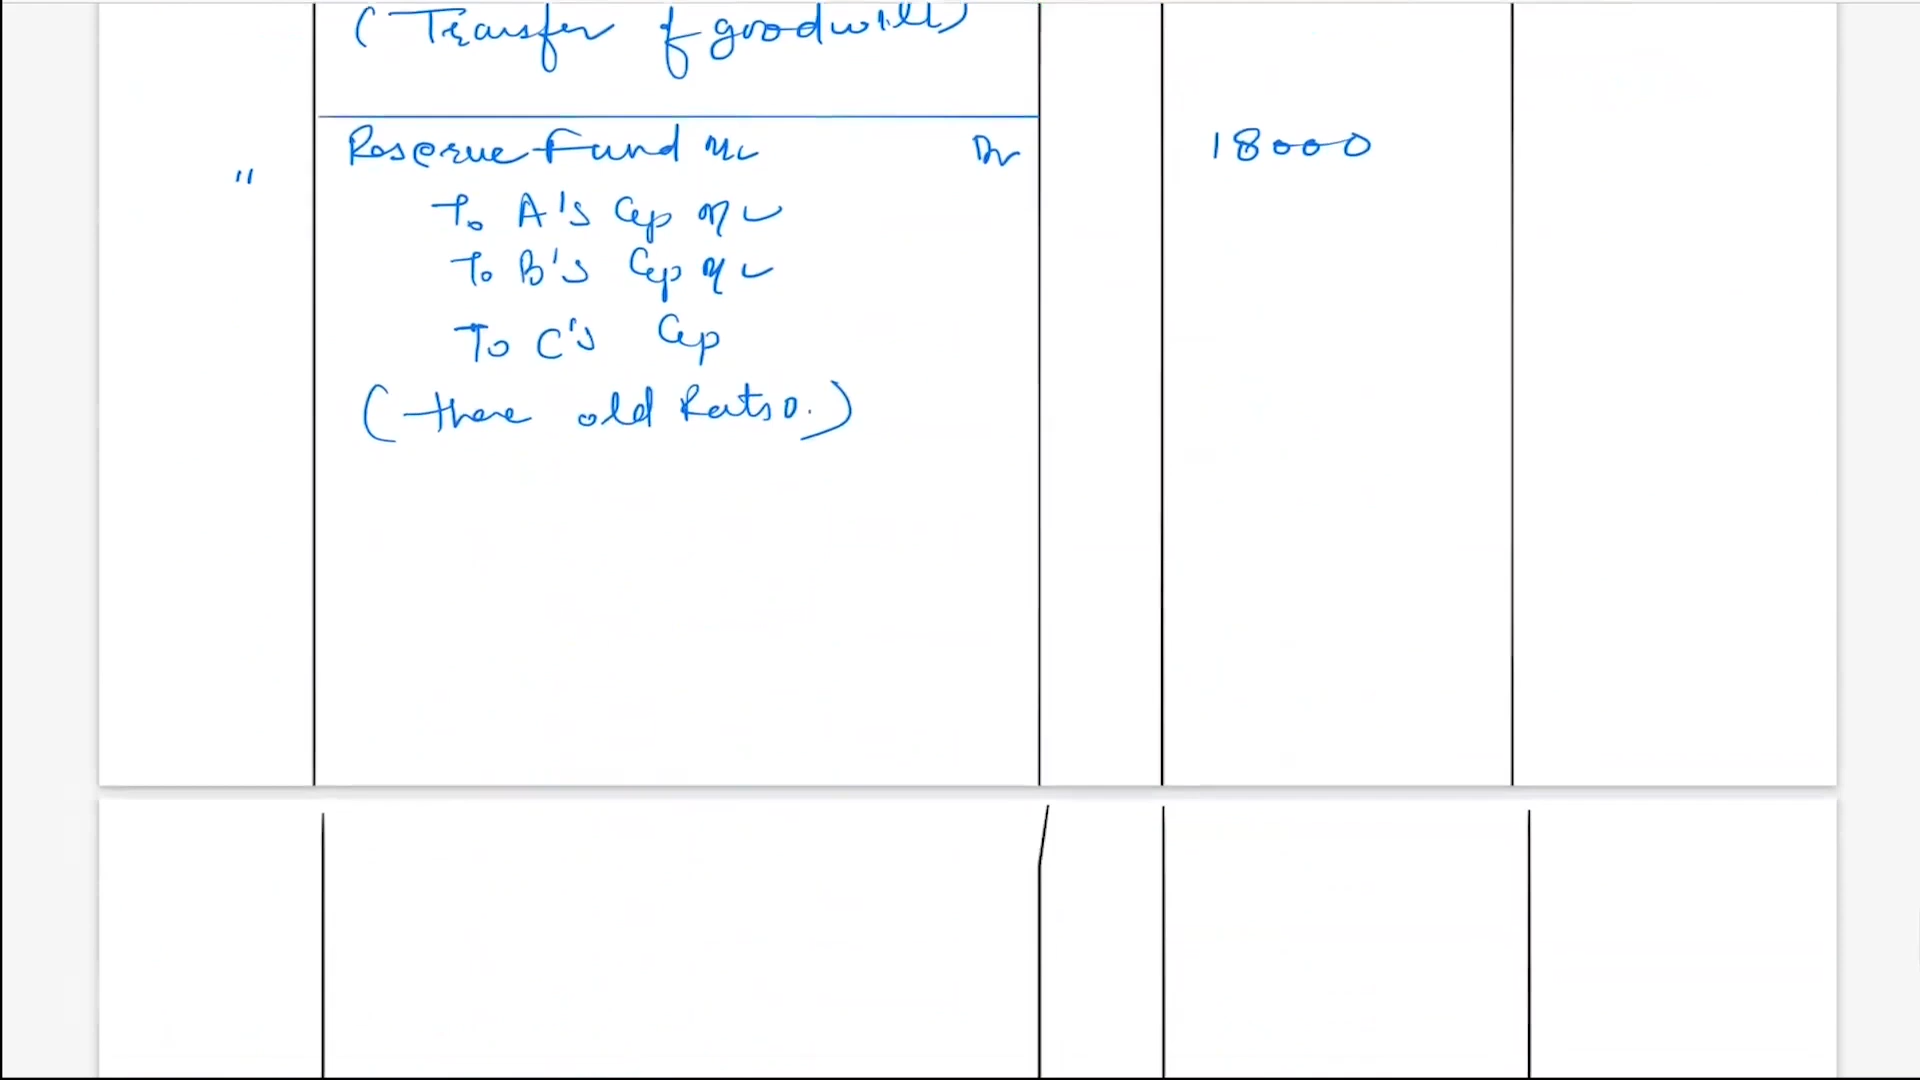 (Transfer of goodwill)
Reserve Fund a/c Dr 18000
"
To A's Cap a/c
To B's Cap a/c
To C's Cap
(there old Ratio.)